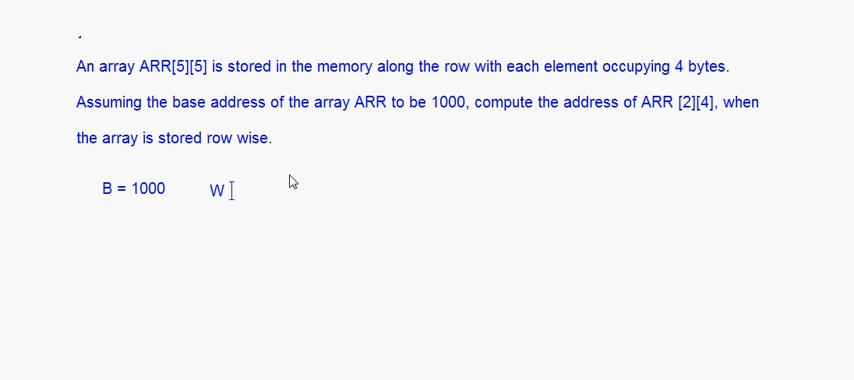 An array ARR[5][5] is stored in the memory along the row with each element occupying 4 bytes.
Assuming the base address of the array ARR to be 1000, compute the address of ARR [2][4], when
the array is stored row wise.
B = 1000 W